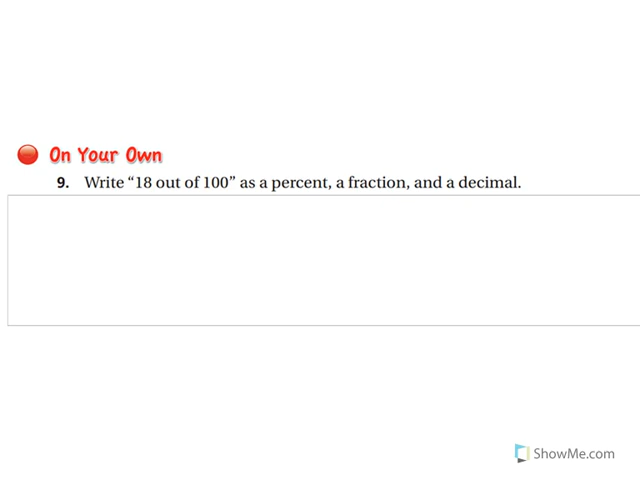 On Your Own
9. Write “18 out of 100” as a percent, a fraction, and a decimal.
ShowMe.com